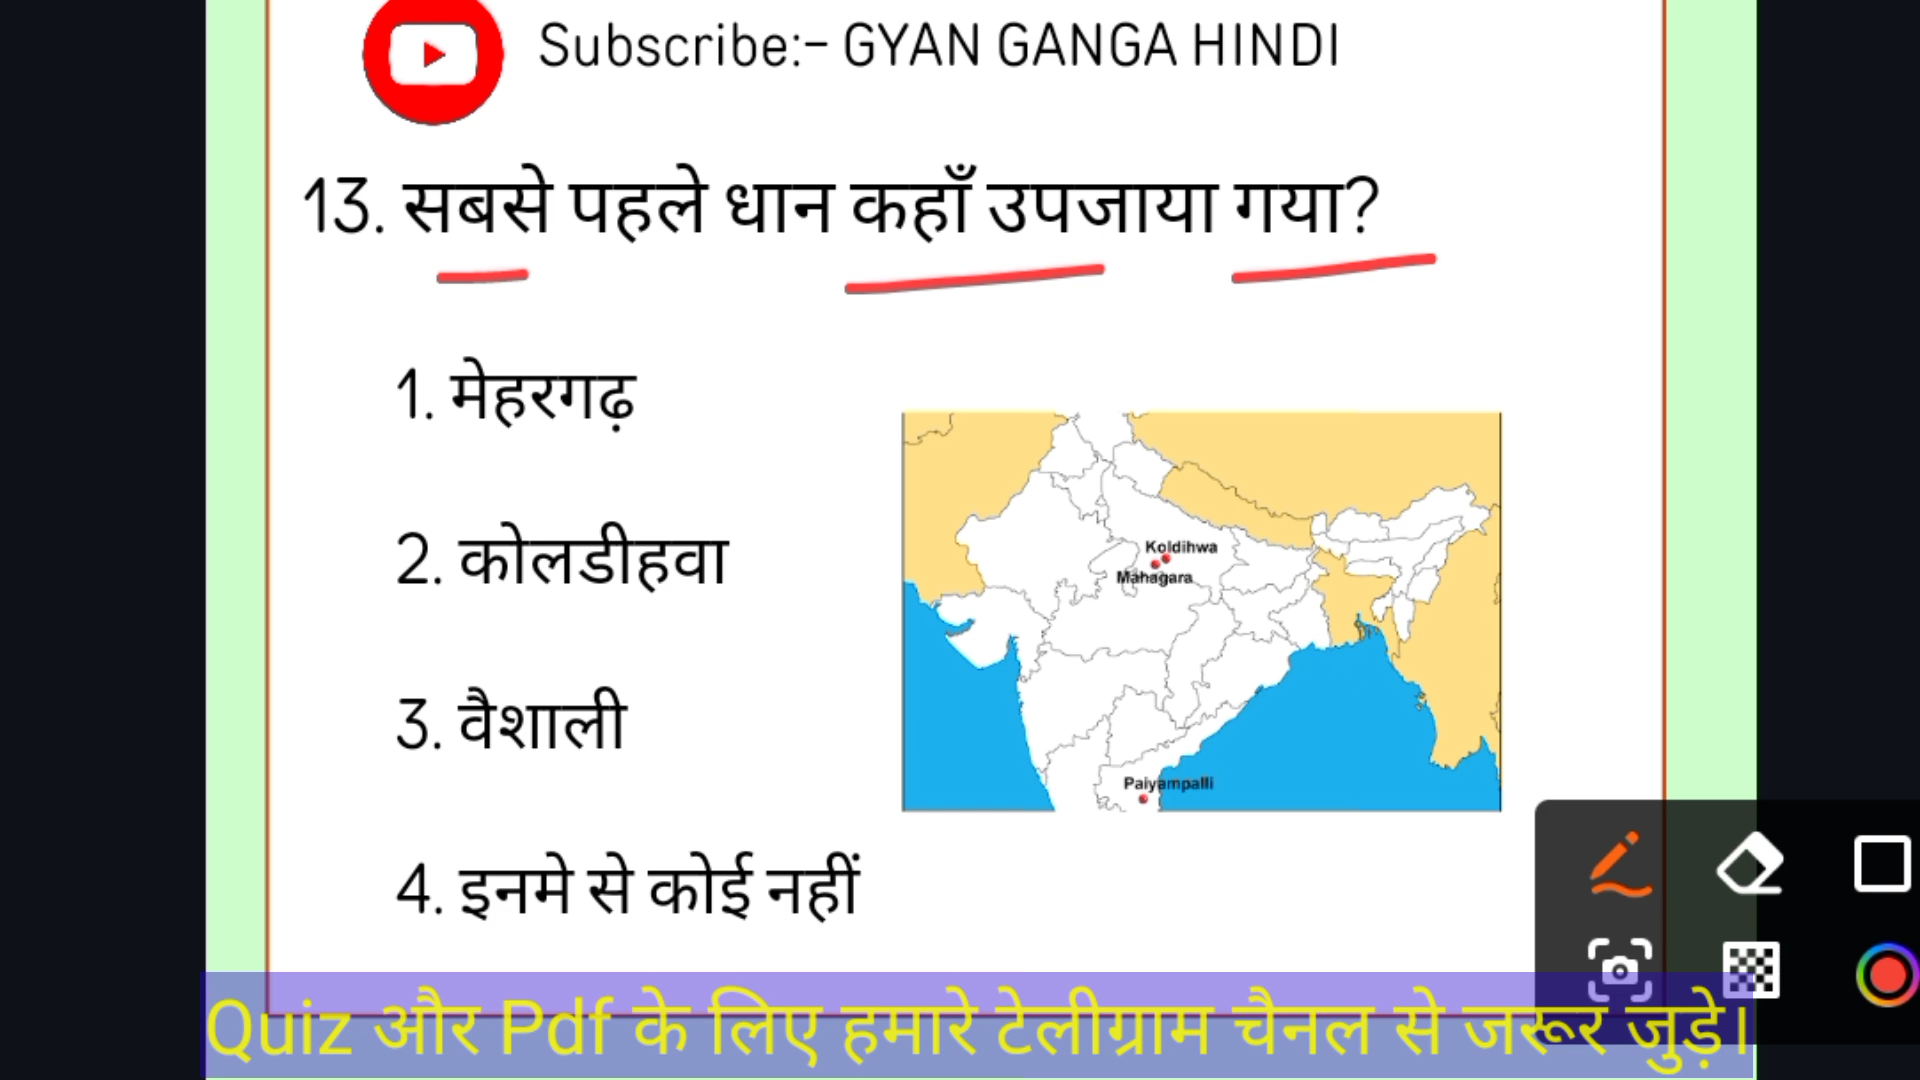 Subscribe:- GYAN GANGA HINDI
13. सबसे पहले धान कहाँ उपजाया गया?
1. मेहरगढ़
2. कोलडीहवा
3. वैशाली
4. इनमे से कोई नहीं
Koldihwa
Mahagara
Paiyampalli
Quiz और Pdf के लिए हमारे टेलीग्राम चैनल से जरूर जुड़े।